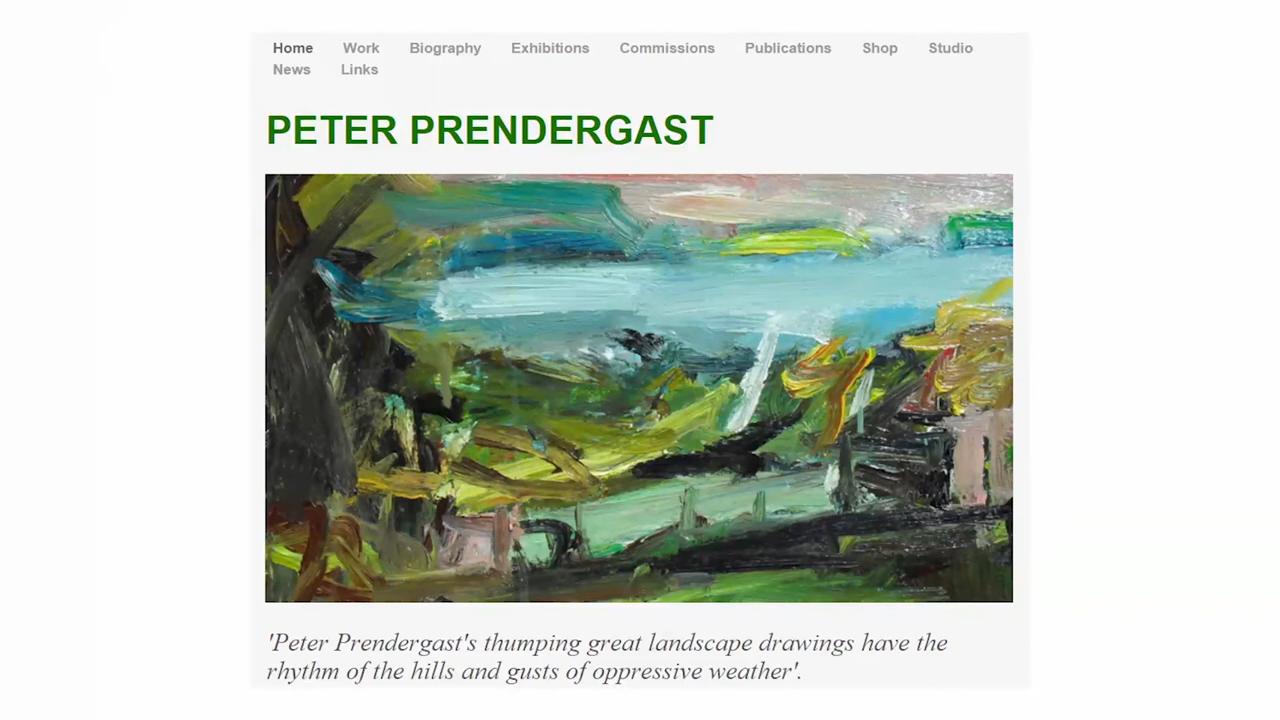 Home Work Biography Exhibitions Commissions Publications Shop Studio
News Links
PETER PRENDERGAST
'Peter Prendergast's thumping great landscape drawings have the
rhythm of the hills and gusts of oppressive weather'.